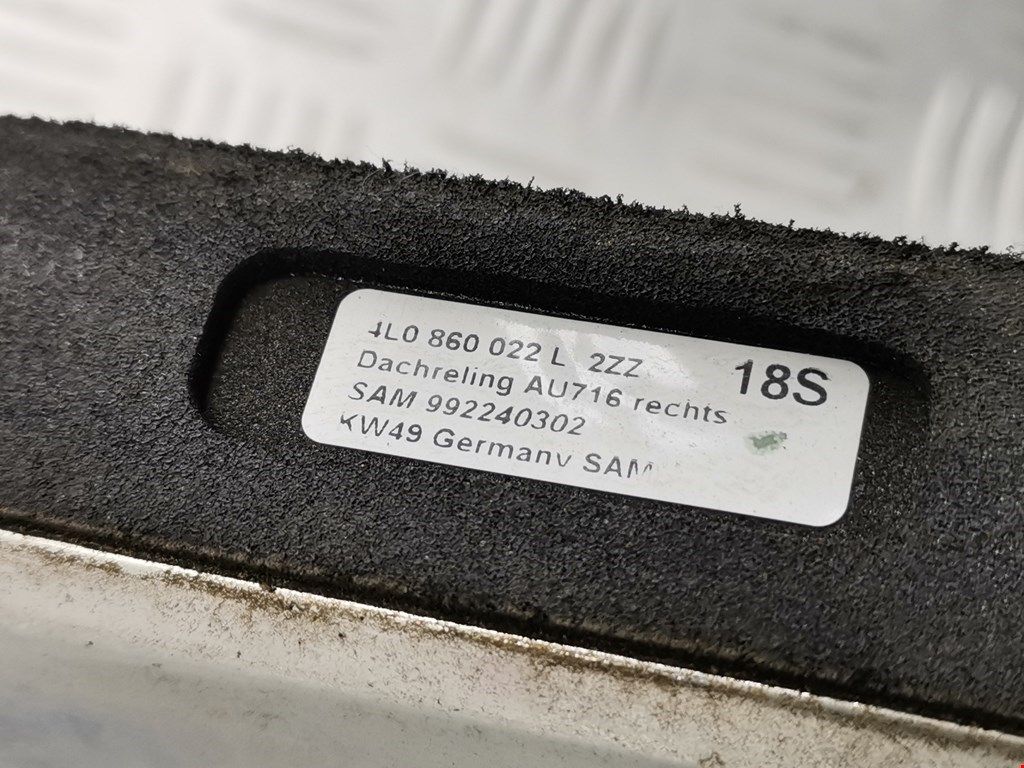 4L0 860 022 L 2ZZ 18S
Dachreling AU716 rechts
SAM 992240302
KW49 Germany SAM